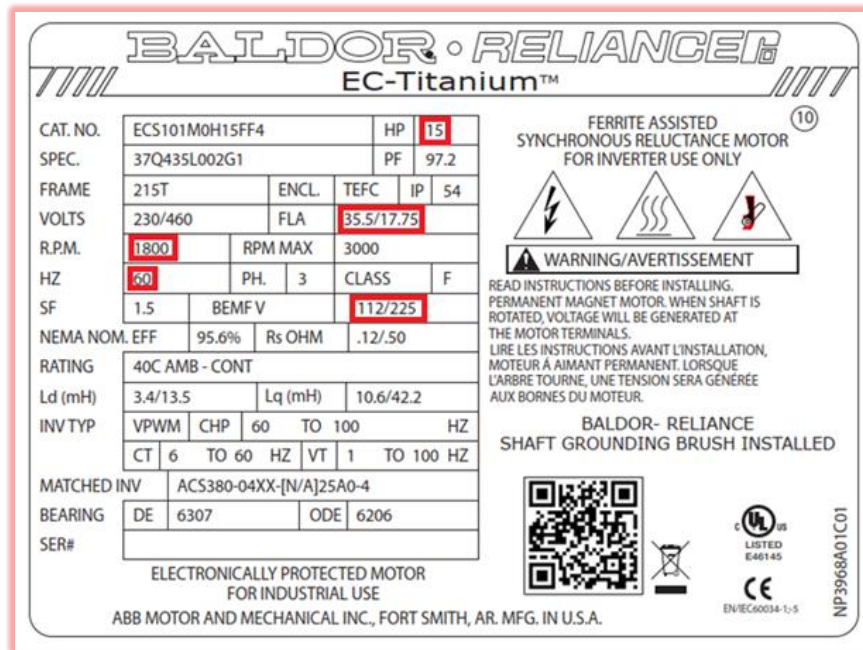 BALDOR • RELIANCE
EC-Titanium™
CAT. NO. ECS101M0H15FF4 HP 15
SPEC. 37Q435L002G1 PF 97.2
FRAME 215T ENCL. TEFC IP 54
VOLTS 230/460 FLA 35.5/17.75
R.P.M. 1800 RPM MAX 3000
HZ 60 PH. 3 CLASS F
SF 1.5 BEMF V 112/225
NEMA NOM. EFF 95.6% Rs OHM .12/.50
RATING 40C AMB - CONT
Ld (mH) 3.4/13.5 Lq (mH) 10.6/42.2
INV TYP VPWM CHP 60 TO 100 HZ
CT 6 TO 60 HZ VT 1 TO 100 HZ
MATCHED INV ACS380-04XX-[N/A]25A0-4
BEARING DE 6307 ODE 6206
SER#
ELECTRONICALLY PROTECTED MOTOR
FOR INDUSTRIAL USE
ABB MOTOR AND MECHANICAL INC., FORT SMITH, AR. MFG. IN U.S.A.
10
FERRITE ASSISTED
SYNCHRONOUS RELUCTANCE MOTOR
FOR INVERTER USE ONLY
WARNING/AVERTISSEMENT
READ INSTRUCTIONS BEFORE INSTALLING.
PERMANENT MAGNET MOTOR. WHEN SHAFT IS
ROTATED, VOLTAGE WILL BE GENERATED AT
THE MOTOR TERMINALS.
LIRE LES INSTRUCTIONS AVANT L'INSTALLATION,
MOTEUR À AIMANT PERMANENT. LORSQUE
L'ARBRE TOURNE, UNE TENSION SERA GÉNÉRÉE
AUX BORNES DU MOTEUR.
BALDOR- RELIANCE
SHAFT GROUNDING BRUSH INSTALLED
C UL US
LISTED
E46145
CE
EN/IEC60034-1;-5
NP3968A01C01